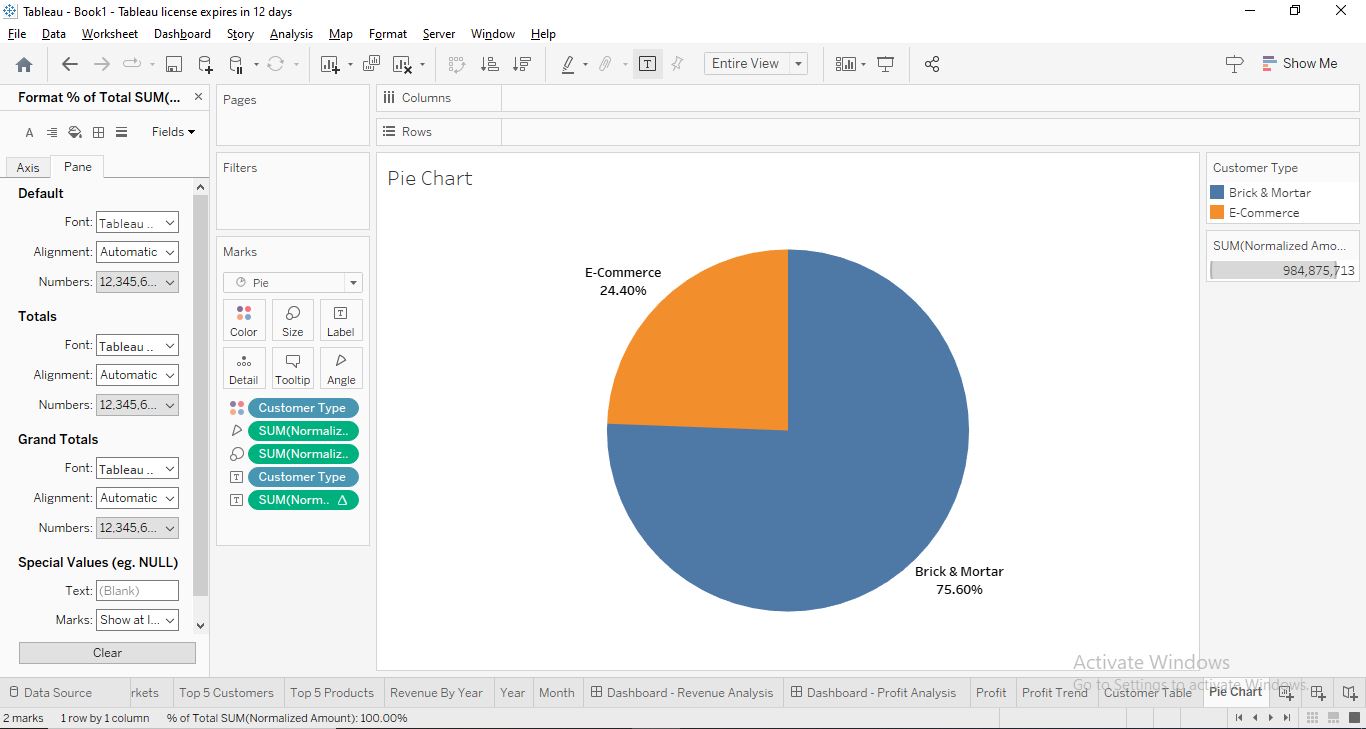 Tableau - Book1 - Tableau license expires in 12 days
File Data Worksheet Dashboard Story Analysis Map Format Server Window Help
Entire View
Show Me
Format % of Total SUM(...
Fields
Axis Pane
Default
Font: Tableau ..
Alignment: Automatic
Numbers: 12,345,6...
Totals
Font: Tableau ..
Alignment: Automatic
Numbers: 12,345,6...
Grand Totals
Font: Tableau ..
Alignment: Automatic
Numbers: 12,345,6...
Special Values (eg. NULL)
Text: (Blank)
Marks: Show at l...
Clear
Pages
Filters
Marks
Pie
Color Size Label
Detail Tooltip Angle
Customer Type
SUM(Normaliz..
SUM(Normaliz..
Customer Type
SUM(Norm.. Δ
Columns
Rows
Pie Chart
E-Commerce
24.40%
Brick & Mortar
75.60%
Customer Type
Brick & Mortar
E-Commerce
SUM(Normalized Amo...
984,875,713
Activate Windows
Go to Settings to activate Windows.
Data Source rkets Top 5 Customers Top 5 Products Revenue By Year Year Month Dashboard - Revenue Analysis Dashboard - Profit Analysis Profit Profit Trend Customer Table Pie Chart
2 marks 1 row by 1 column % of Total SUM(Normalized Amount): 100.00%